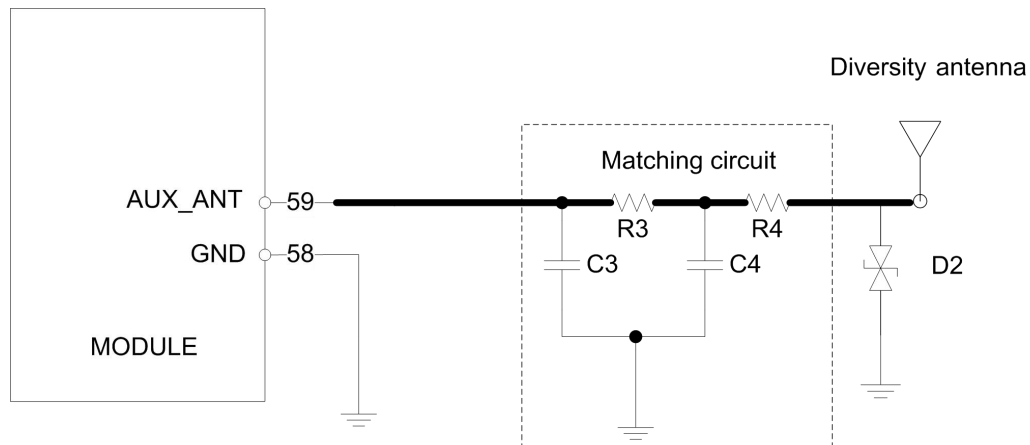 Diversity antenna
Matching circuit
AUX_ANT 59
R3 R4
GND 58
C3 C4 D2
MODULE